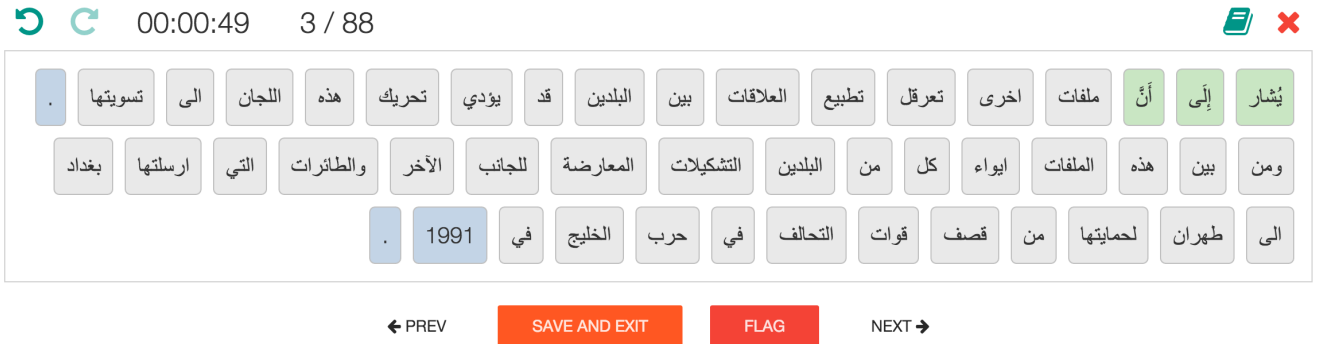 00:00:49 3 / 88
يُشار إِلَى أَنَّ ملفات اخرى تعرقل تطبيع العلاقات بين البلدين قد يؤدي تحريك هذه اللجان الى تسويتها .
ومن بين هذه الملفات ايواء كل من البلدين التشكيلات المعارضة للجانب الآخر والطائرات التي ارسلتها بغداد
الى طهران لحمايتها من قصف قوات التحالف في حرب الخليج في 1991 .
PREV SAVE AND EXIT FLAG NEXT